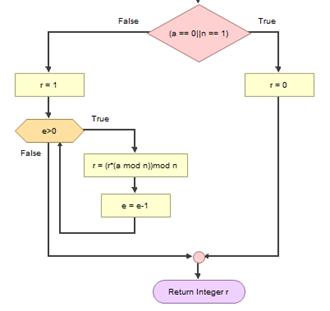 False
True
(a == 0||n == 1)
r = 1
r = 0
e>0
True
False
r = (r*(a mod n))mod n
e = e-1
Return Integer r